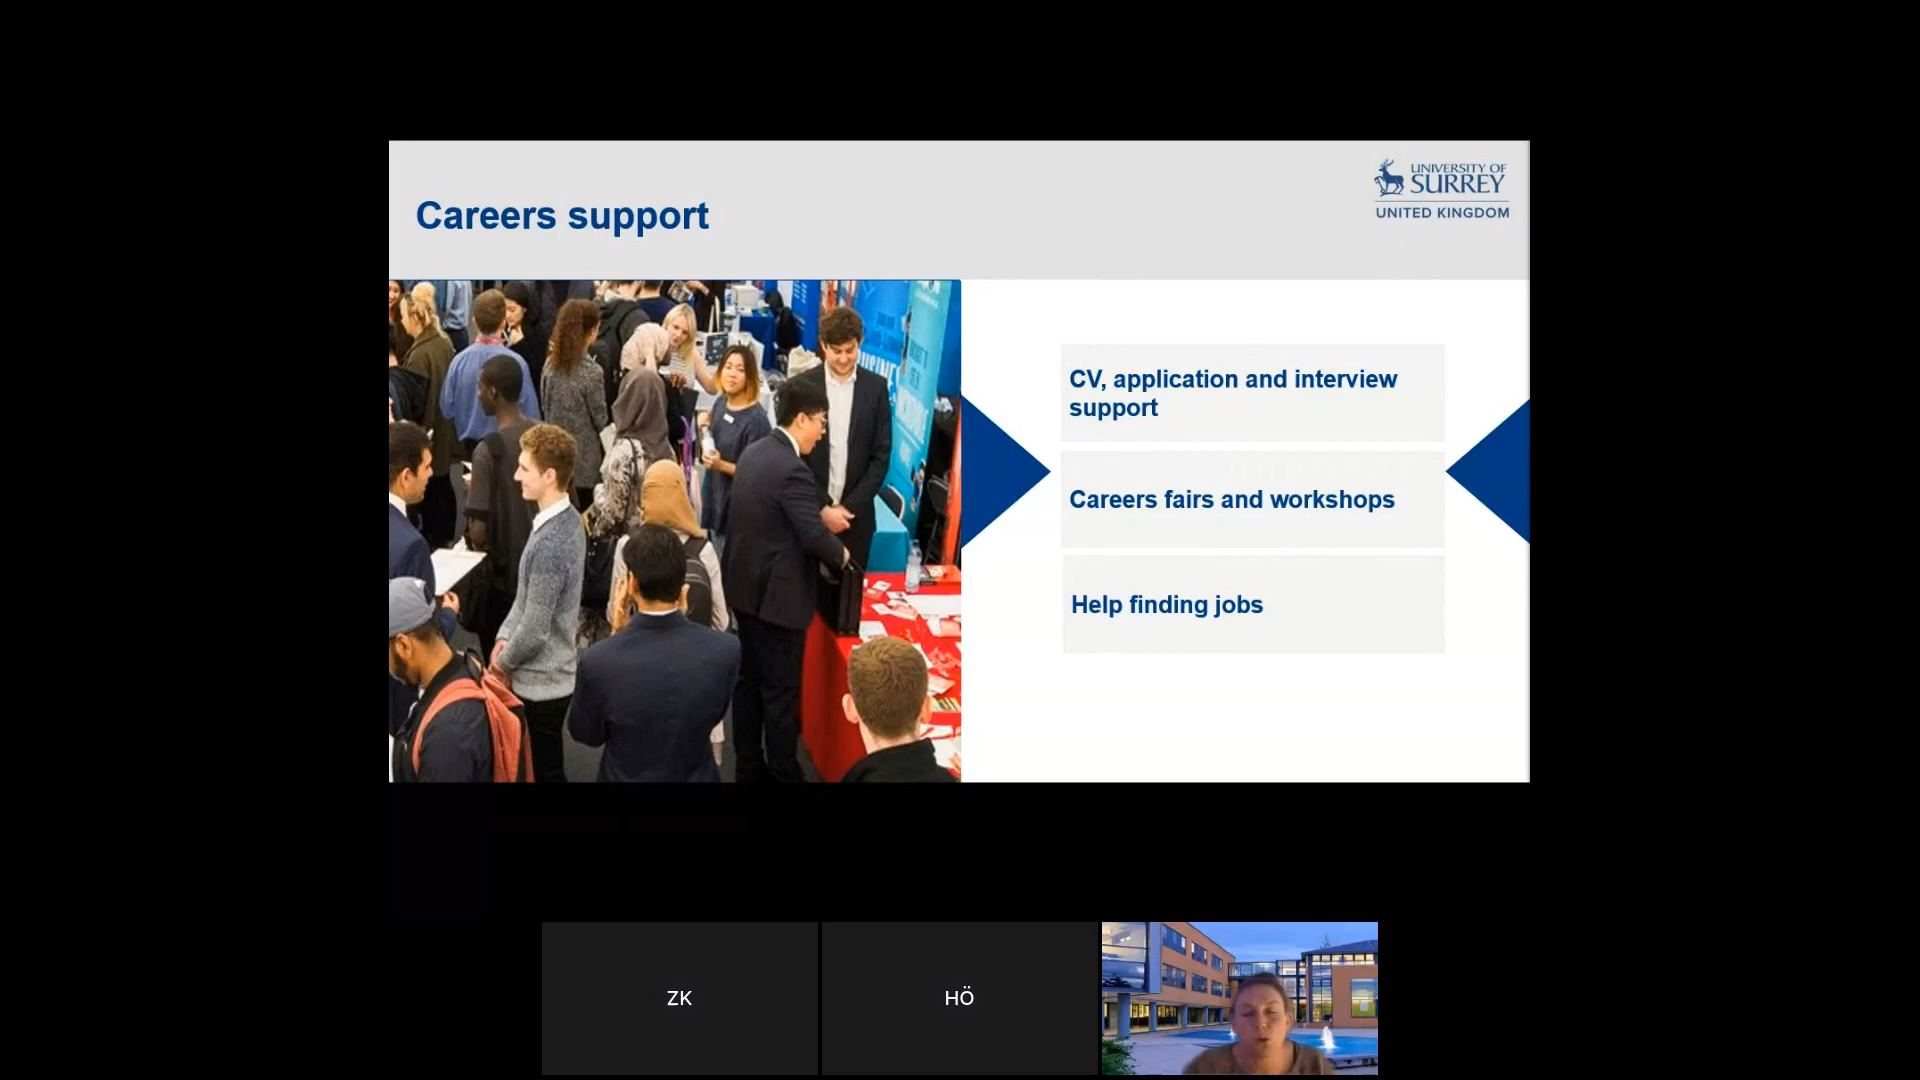 Careers support
UNIVERSITY OF
SURREY
UNITED KINGDOM
CV, application and interview
support
Careers fairs and workshops
Help finding jobs
ZK
HÖ